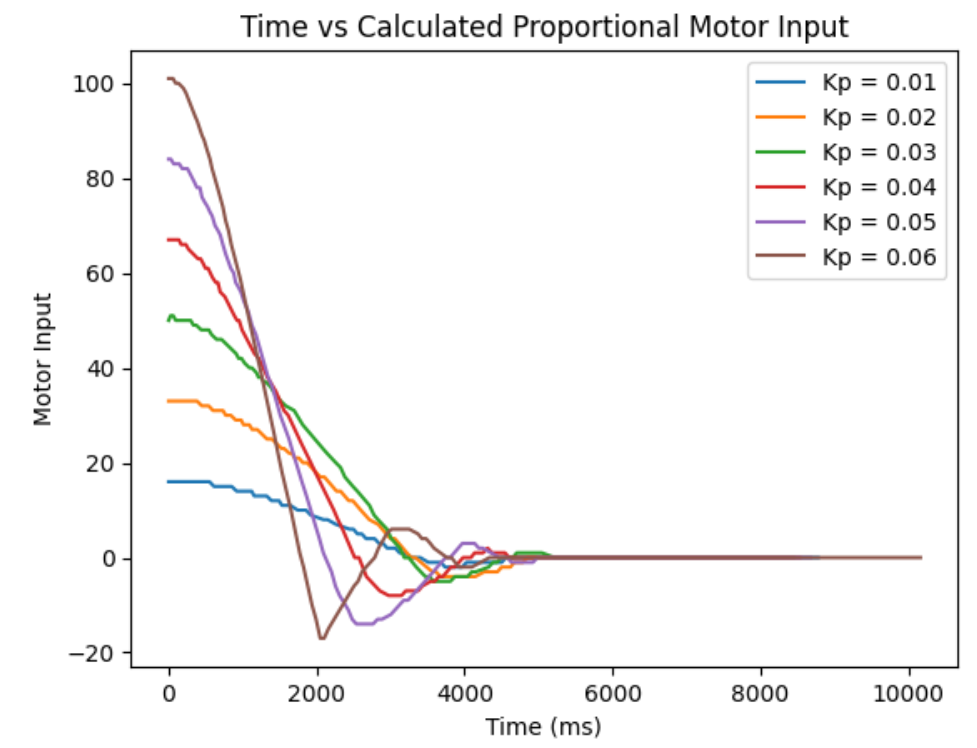 Time vs Calculated Proportional Motor Input
100
80
60
40
20
0
−20
Motor Input
Kp = 0.01
Kp = 0.02
Kp = 0.03
Kp = 0.04
Kp = 0.05
Kp = 0.06
0 2000 4000 6000 8000 10000
Time (ms)